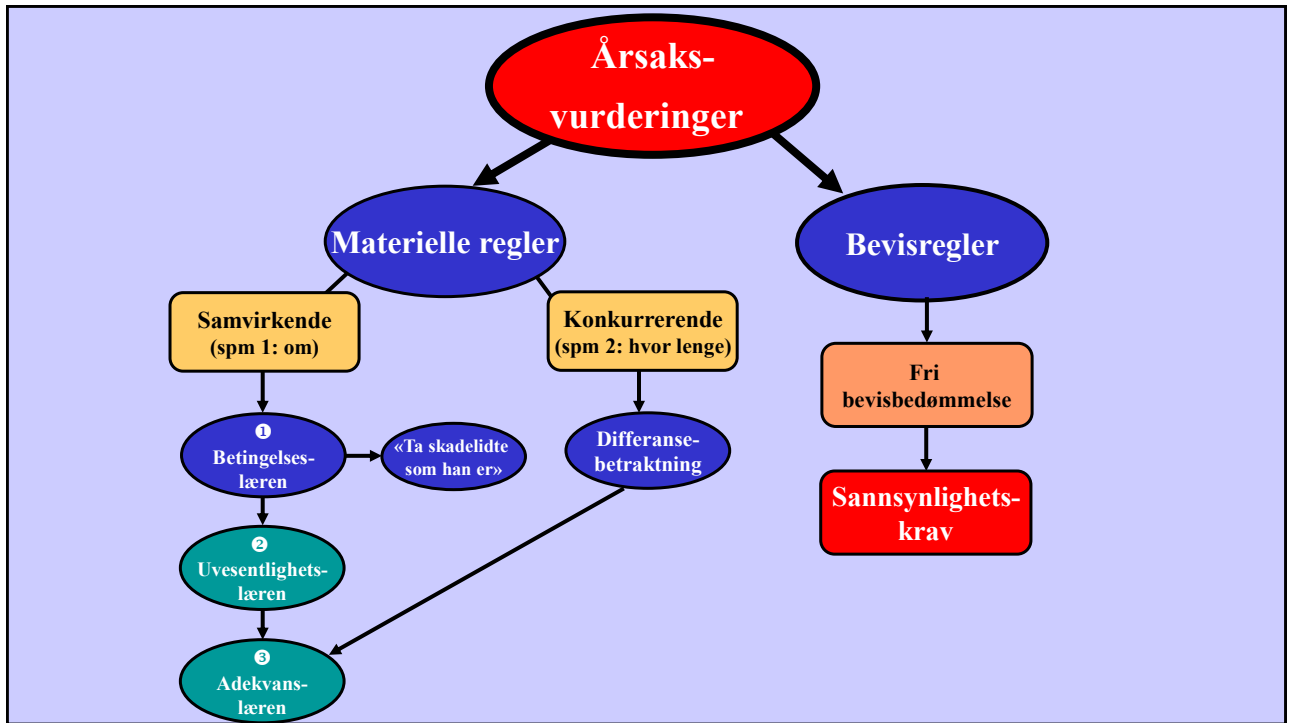 Årsaks-
vurderinger
Materielle regler
Bevisregler
Samvirkende
(spm 1: om)
Konkurrerende
(spm 2: hvor lenge)
Fri
bevisbedømmelse
❶
Betingelses-
læren
«Ta skadelidte
som han er»
Differanse-
betraktning
Sannsynlighets-
krav
❷
Uvesentlighets-
læren
❸
Adekvans-
læren